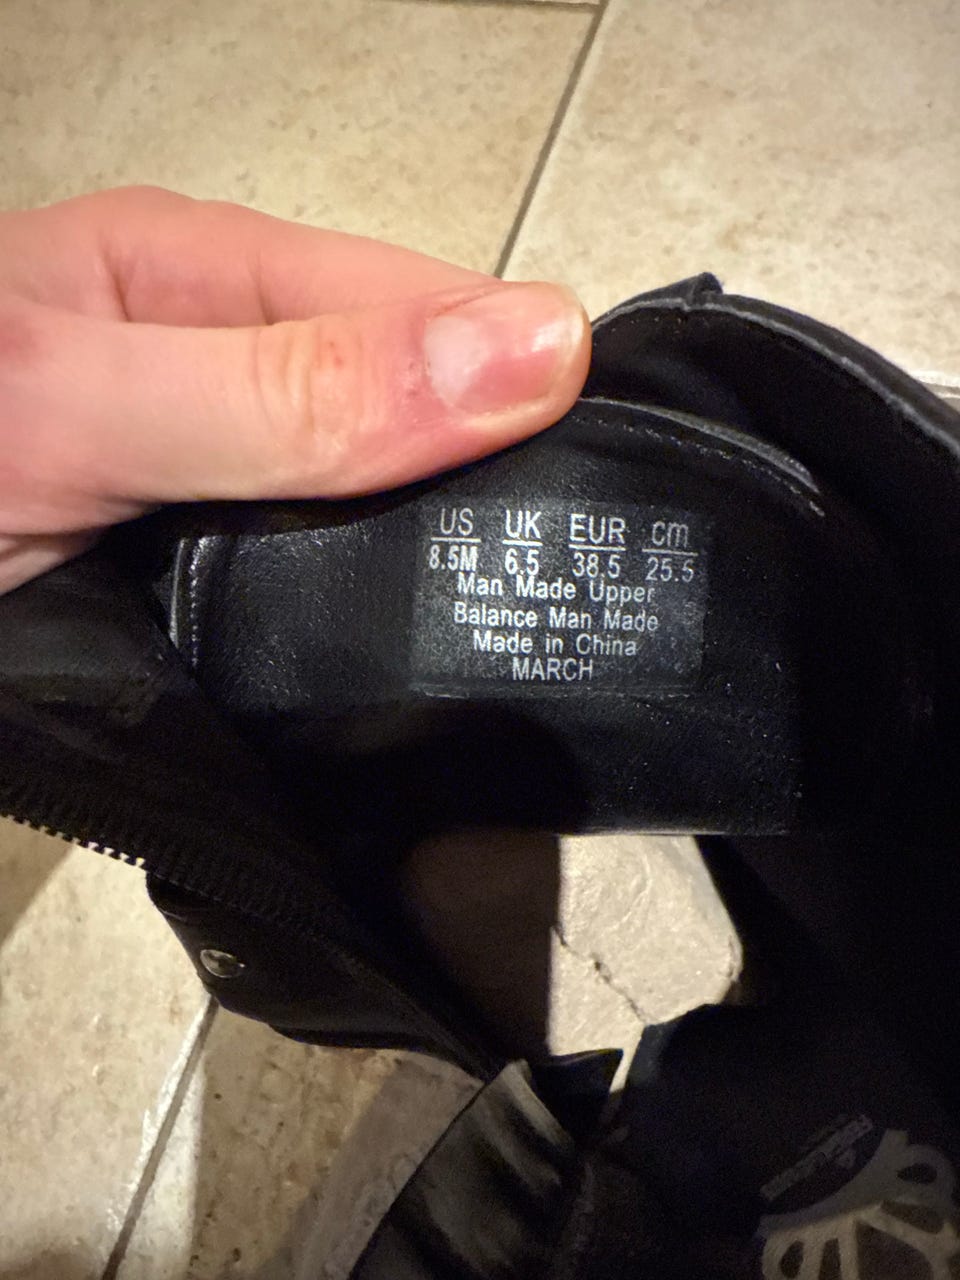 US UK EUR cm
8.5M 6.5 38.5 25.5
Man Made Upper
Balance Man Made
Made in China
MARCH